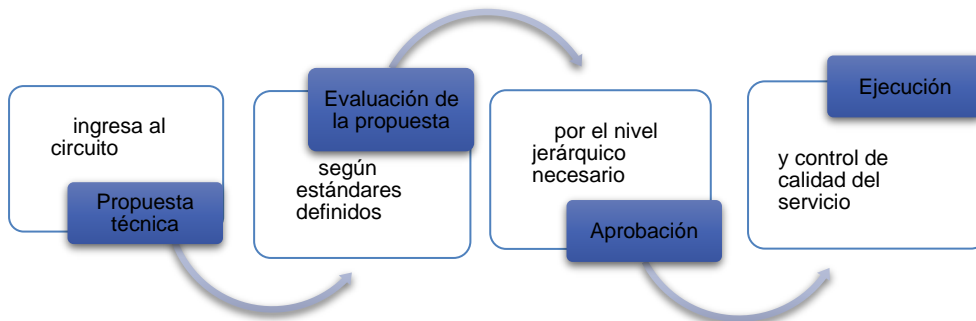 ingresa al
circuito
Propuesta
técnica
Evaluación de
la propuesta
según
estándares
definidos
por el nivel
jerárquico
necesario
Aprobación
Ejecución
y control de
calidad del
servicio